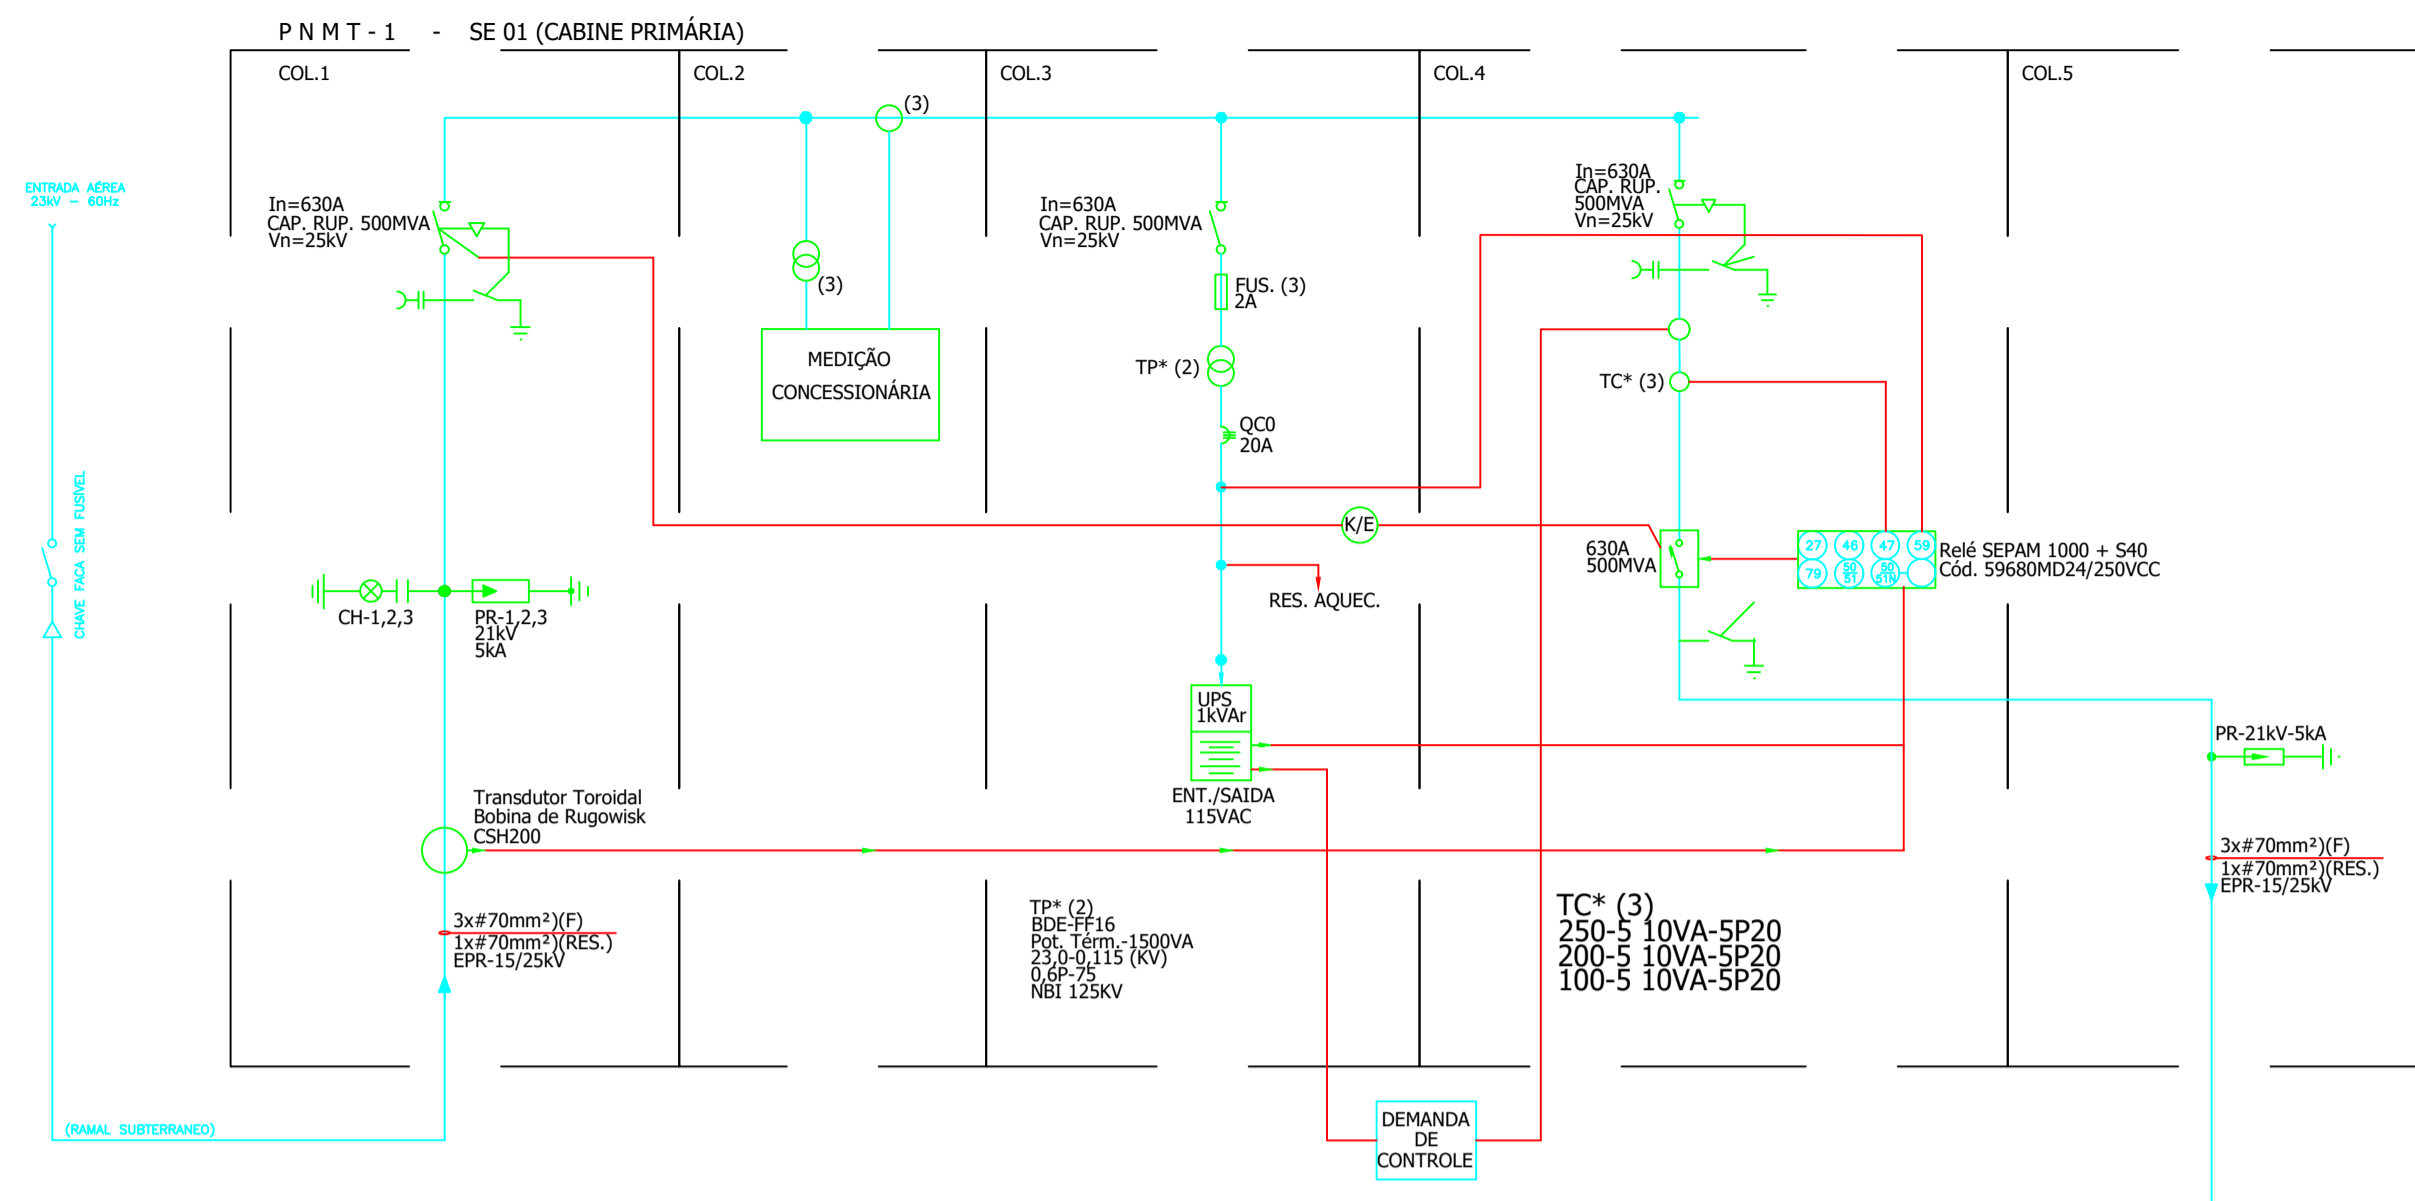 P N M T - 1 - SE 01 (CABINE PRIMÁRIA)
COL.1
COL.2
COL.3
COL.4
COL.5
ENTRADA AÉREA
23kV - 60Hz
CHAVE FACA SEM FUSÍVEL
(RAMAL SUBTERRANEO)
In=630A
CAP. RUP. 500MVA
Vn=25kV
CH-1,2,3
PR-1,2,3
21kV
5kA
Transdutor Toroidal
Bobina de Rugowisk
CSH200
3x#70mm²)(F)
1x#70mm²)(RES.)
EPR-15/25kV
(3)
(3)
MEDIÇÃO
CONCESSIONÁRIA
In=630A
CAP. RUP. 500MVA
Vn=25kV
FUS. (3)
2A
TP* (2)
QC0
20A
K/E
RES. AQUEC.
UPS
1kVAr
ENT./SAIDA
115VAC
TP* (2)
BDE-FF16
Pot. Térm.-1500VA
23,0-0,115 (KV)
0,6P-75
NBI 125KV
In=630A
CAP. RUP.
500MVA
Vn=25kV
TC* (3)
630A
500MVA
27 46 47 59
79 50/51 50/51N
Relé SEPAM 1000 + S40
Cód. 59680MD24/250VCC
TC* (3)
250-5 10VA-5P20
200-5 10VA-5P20
100-5 10VA-5P20
DEMANDA
DE
CONTROLE
PR-21kV-5kA
3x#70mm²)(F)
1x#70mm²)(RES.)
EPR-15/25kV